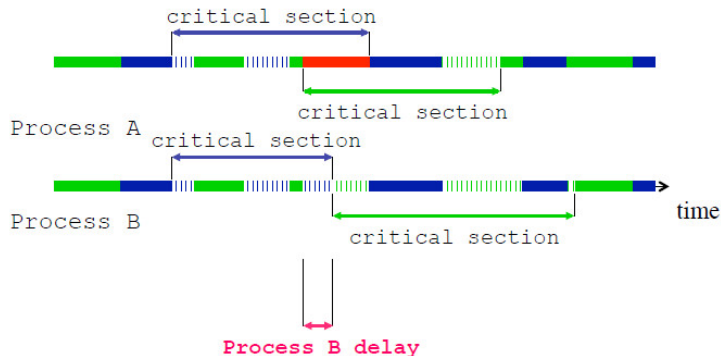 critical section
critical section
Process A
critical section
time
Process B
critical section
Process B delay